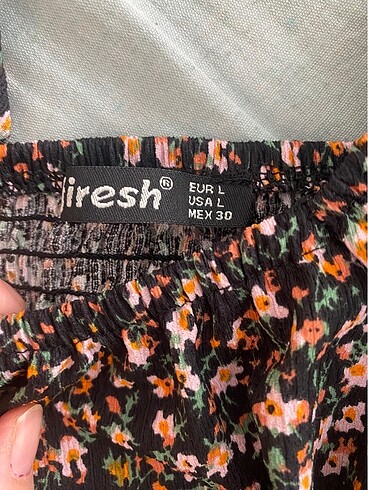 iresh®
EUR L
USA L
MEX 30